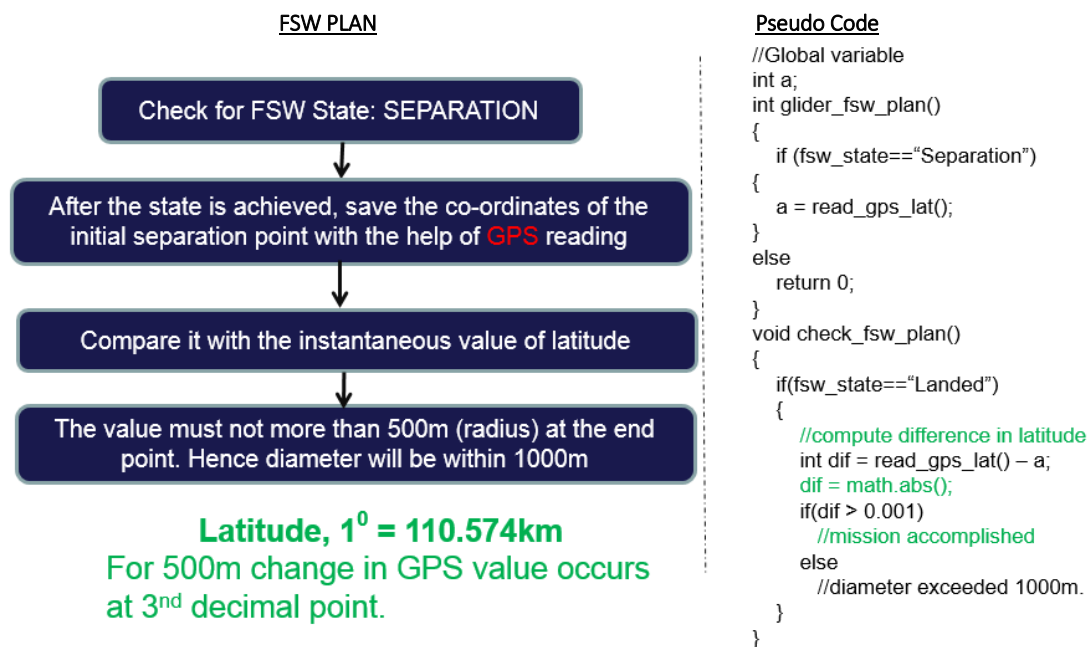 FSW PLAN
Check for FSW State: SEPARATION
After the state is achieved, save the co-ordinates of the
initial separation point with the help of GPS reading
Compare it with the instantaneous value of latitude
The value must not more than 500m (radius) at the end
point. Hence diameter will be within 1000m
Latitude, 1⁰ = 110.574km
For 500m change in GPS value occurs
at 3ⁿᵈ decimal point.
Pseudo Code
//Global variable
int a;
int glider_fsw_plan()
{
if (fsw_state==“Separation”)
{
a = read_gps_lat();
}
else
return 0;
}
void check_fsw_plan()
{
if(fsw_state==“Landed”)
{
//compute difference in latitude
int dif = read_gps_lat() – a;
dif = math.abs();
if(dif > 0.001)
//mission accomplished
else
//diameter exceeded 1000m.
}
}